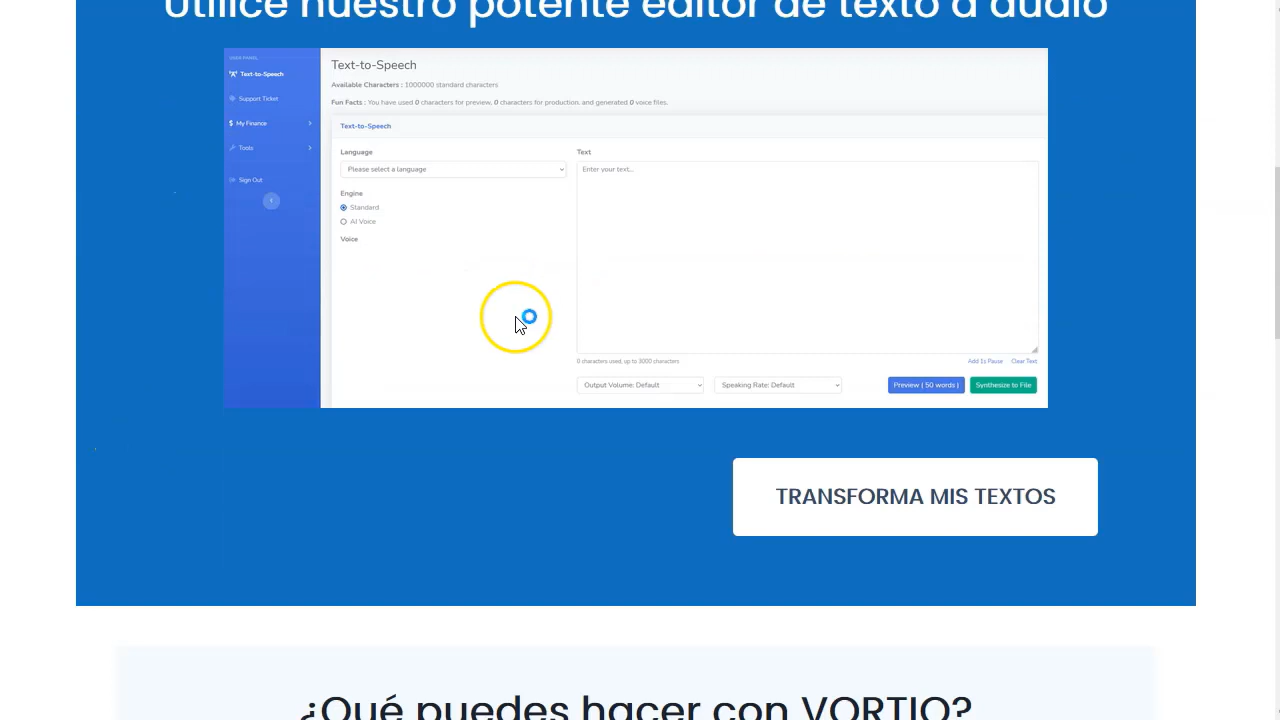 Utilice nuestro potente editor de texto a audio
USER PANEL
Text-to-Speech
Support Ticket
My Finance
Tools
Sign Out
Text-to-Speech
Available Characters : 1000000 standard characters
Fun Facts : You have used 0 characters for preview, 0 characters for production, and generated 0 voice files.
Text-to-Speech
Language
Please select a language
Engine
Standard
AI Voice
Voice
Text
Enter your text...
0 characters used, up to 3000 characters
Add 1s Pause Clear Text
Output Volume: Default
Speaking Rate: Default
Preview ( 50 words )
Synthesize to File
TRANSFORMA MIS TEXTOS
¿Qué puedes hacer con VORTIO?